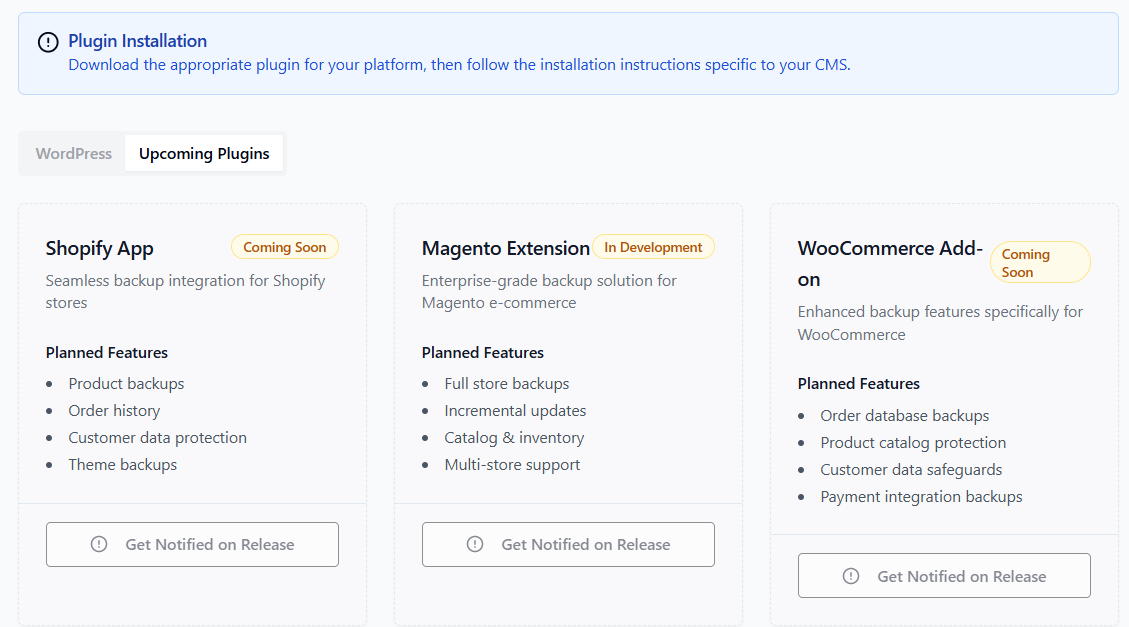 Plugin Installation
Download the appropriate plugin for your platform, then follow the installation instructions specific to your CMS.
WordPress
Upcoming Plugins
Shopify App
Coming Soon
Seamless backup integration for Shopify
stores
Planned Features
Product backups
Order history
Customer data protection
Theme backups
Get Notified on Release
Magento Extension
In Development
Enterprise-grade backup solution for
Magento e-commerce
Planned Features
Full store backups
Incremental updates
Catalog & inventory
Multi-store support
Get Notified on Release
WooCommerce Add-
on
Coming
Soon
Enhanced backup features specifically for
WooCommerce
Planned Features
Order database backups
Product catalog protection
Customer data safeguards
Payment integration backups
Get Notified on Release